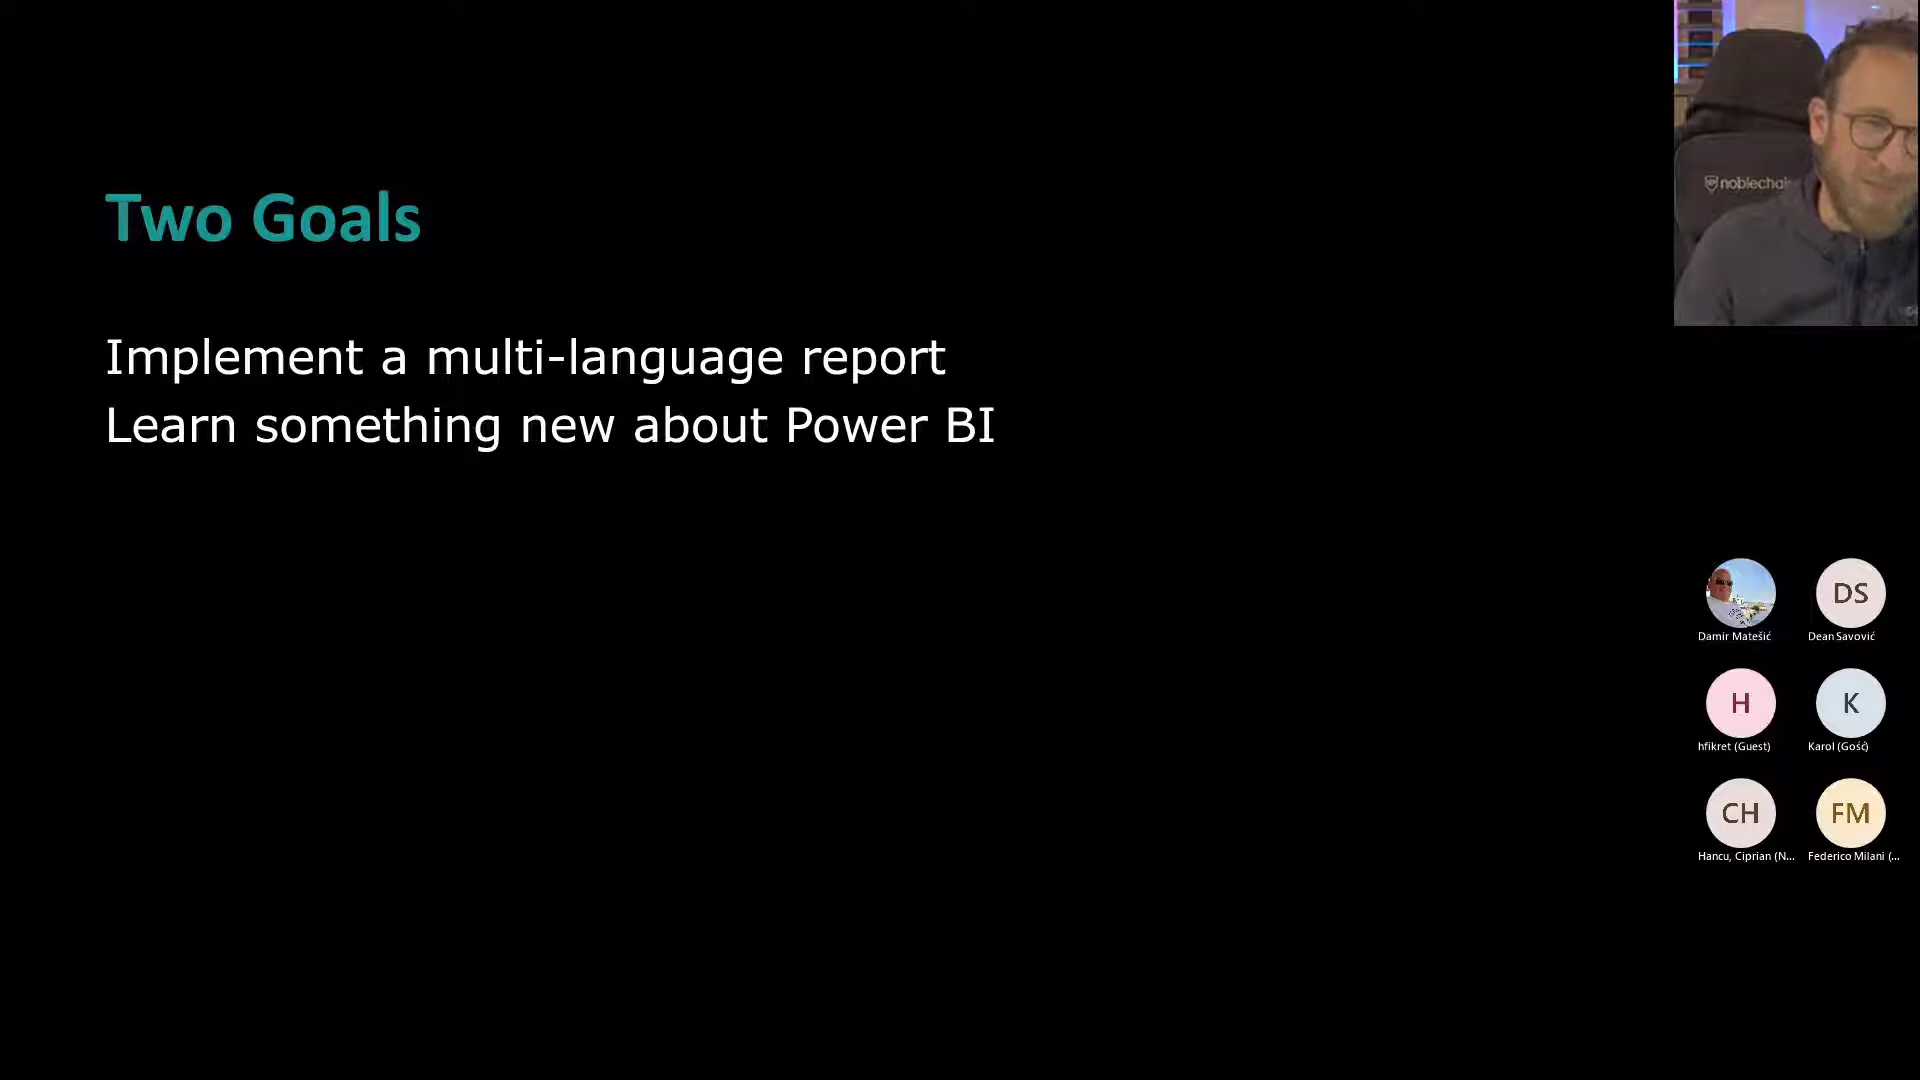 Two Goals
Implement a multi-language report
Learn something new about Power BI
noblechai
DS
Damir Matešić
Dean Savović
H
K
hfikret (Guest)
Karol (Gość)
CH
FM
Hancu, Ciprian (N...
Federico Milani (...